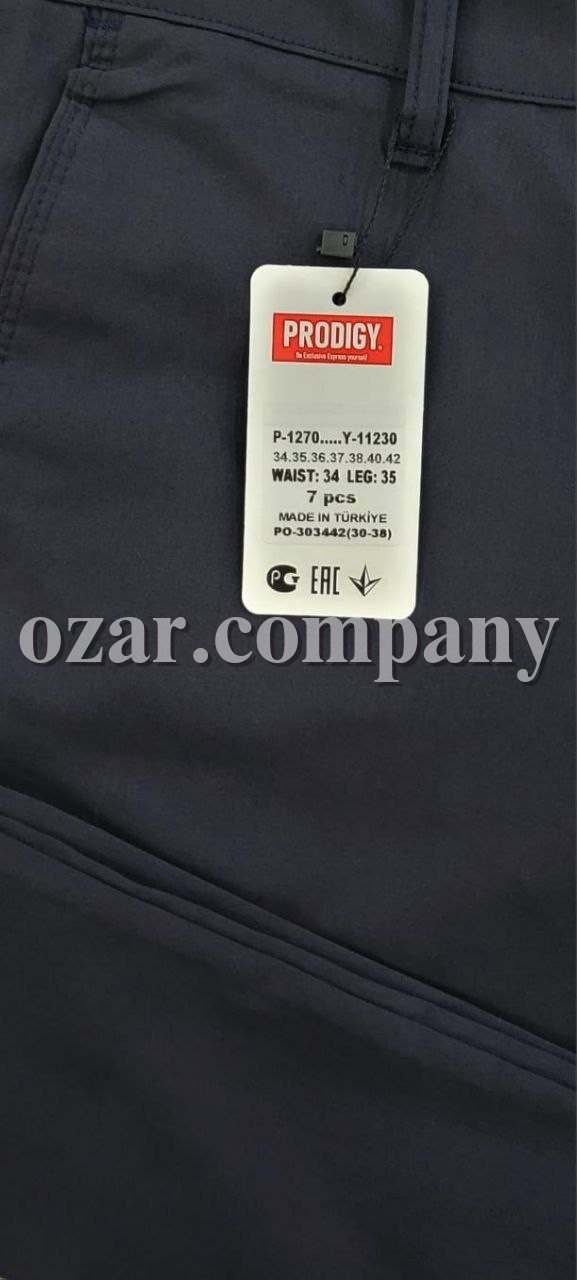 PRODIGY.
Be Exclusive Express yourself
P-1270.....Y-11230
34.35.36.37.38.40.42
WAIST: 34 LEG: 35
7 pcs
MADE IN TÜRKİYE
PO-303442(30-38)
PG EAC
ozar.company